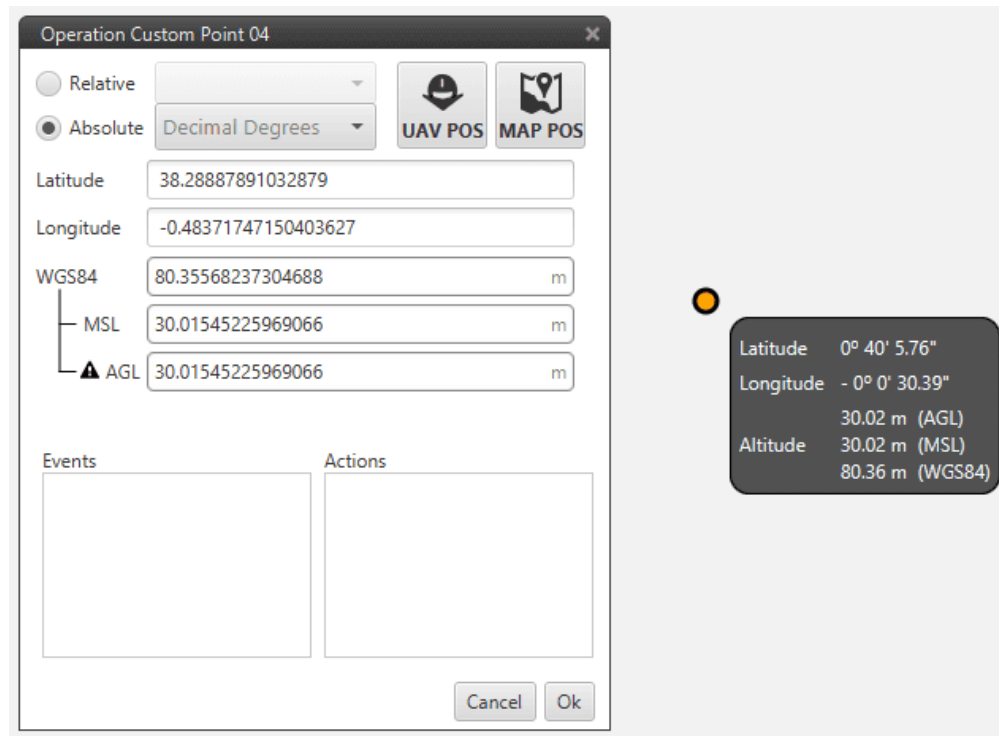 Operation Custom Point 04
Relative
Absolute Decimal Degrees
UAV POS MAP POS
Latitude 38.28887891032879
Longitude -0.48371747150403627
WGS84 80.35568237304688 m
MSL 30.01545225969066 m
AGL 30.01545225969066 m
Events Actions
Cancel Ok
Latitude 0º 40' 5.76"
Longitude - 0º 0' 30.39"
30.02 m (AGL)
Altitude 30.02 m (MSL)
80.36 m (WGS84)